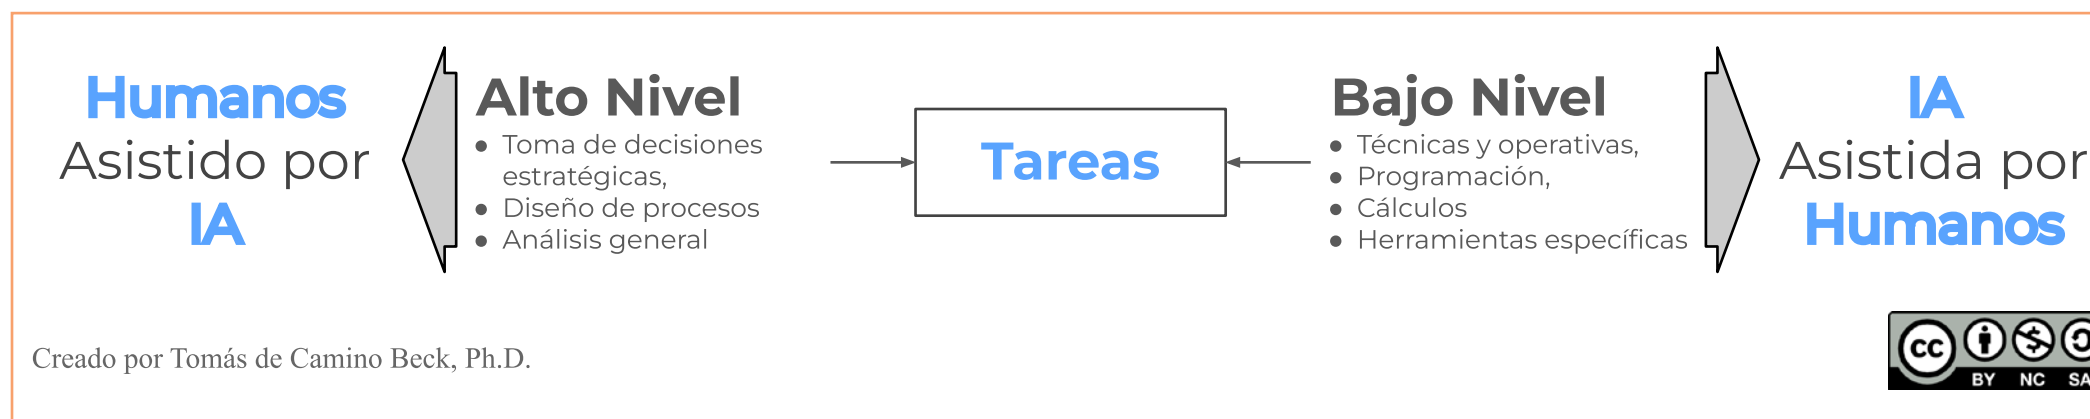 Humanos
Asistido por
IA
Alto Nivel
● Toma de decisiones
estratégicas,
● Diseño de procesos
● Análisis general
Tareas
Bajo Nivel
● Técnicas y operativas,
● Programación,
● Cálculos
● Herramientas específicas
IA
Asistida por
Humanos
Creado por Tomás de Camino Beck, Ph.D.
cc
BY NC SA